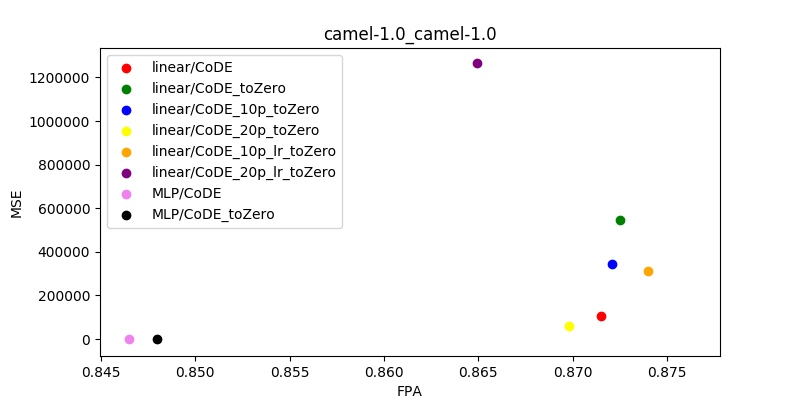 camel-1.0_camel-1.0
linear/CoDE
linear/CoDE_toZero
linear/CoDE_10p_toZero
linear/CoDE_20p_toZero
linear/CoDE_10p_lr_toZero
linear/CoDE_20p_lr_toZero
MLP/CoDE
MLP/CoDE_toZero
MSE
1200000
1000000
800000
600000
400000
200000
0
0.845 0.850 0.855 0.860 0.865 0.870 0.875
FPA